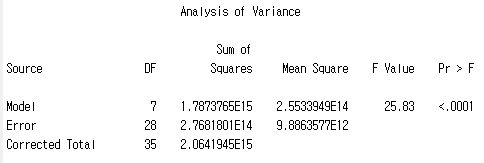 Analysis of Variance
Sum of
Source DF Squares Mean Square F Value Pr > F
Model 7 1.7873765E15 2.5533949E14 25.83 <.0001
Error 28 2.7681801E14 9.8863577E12
Corrected Total 35 2.0641945E15